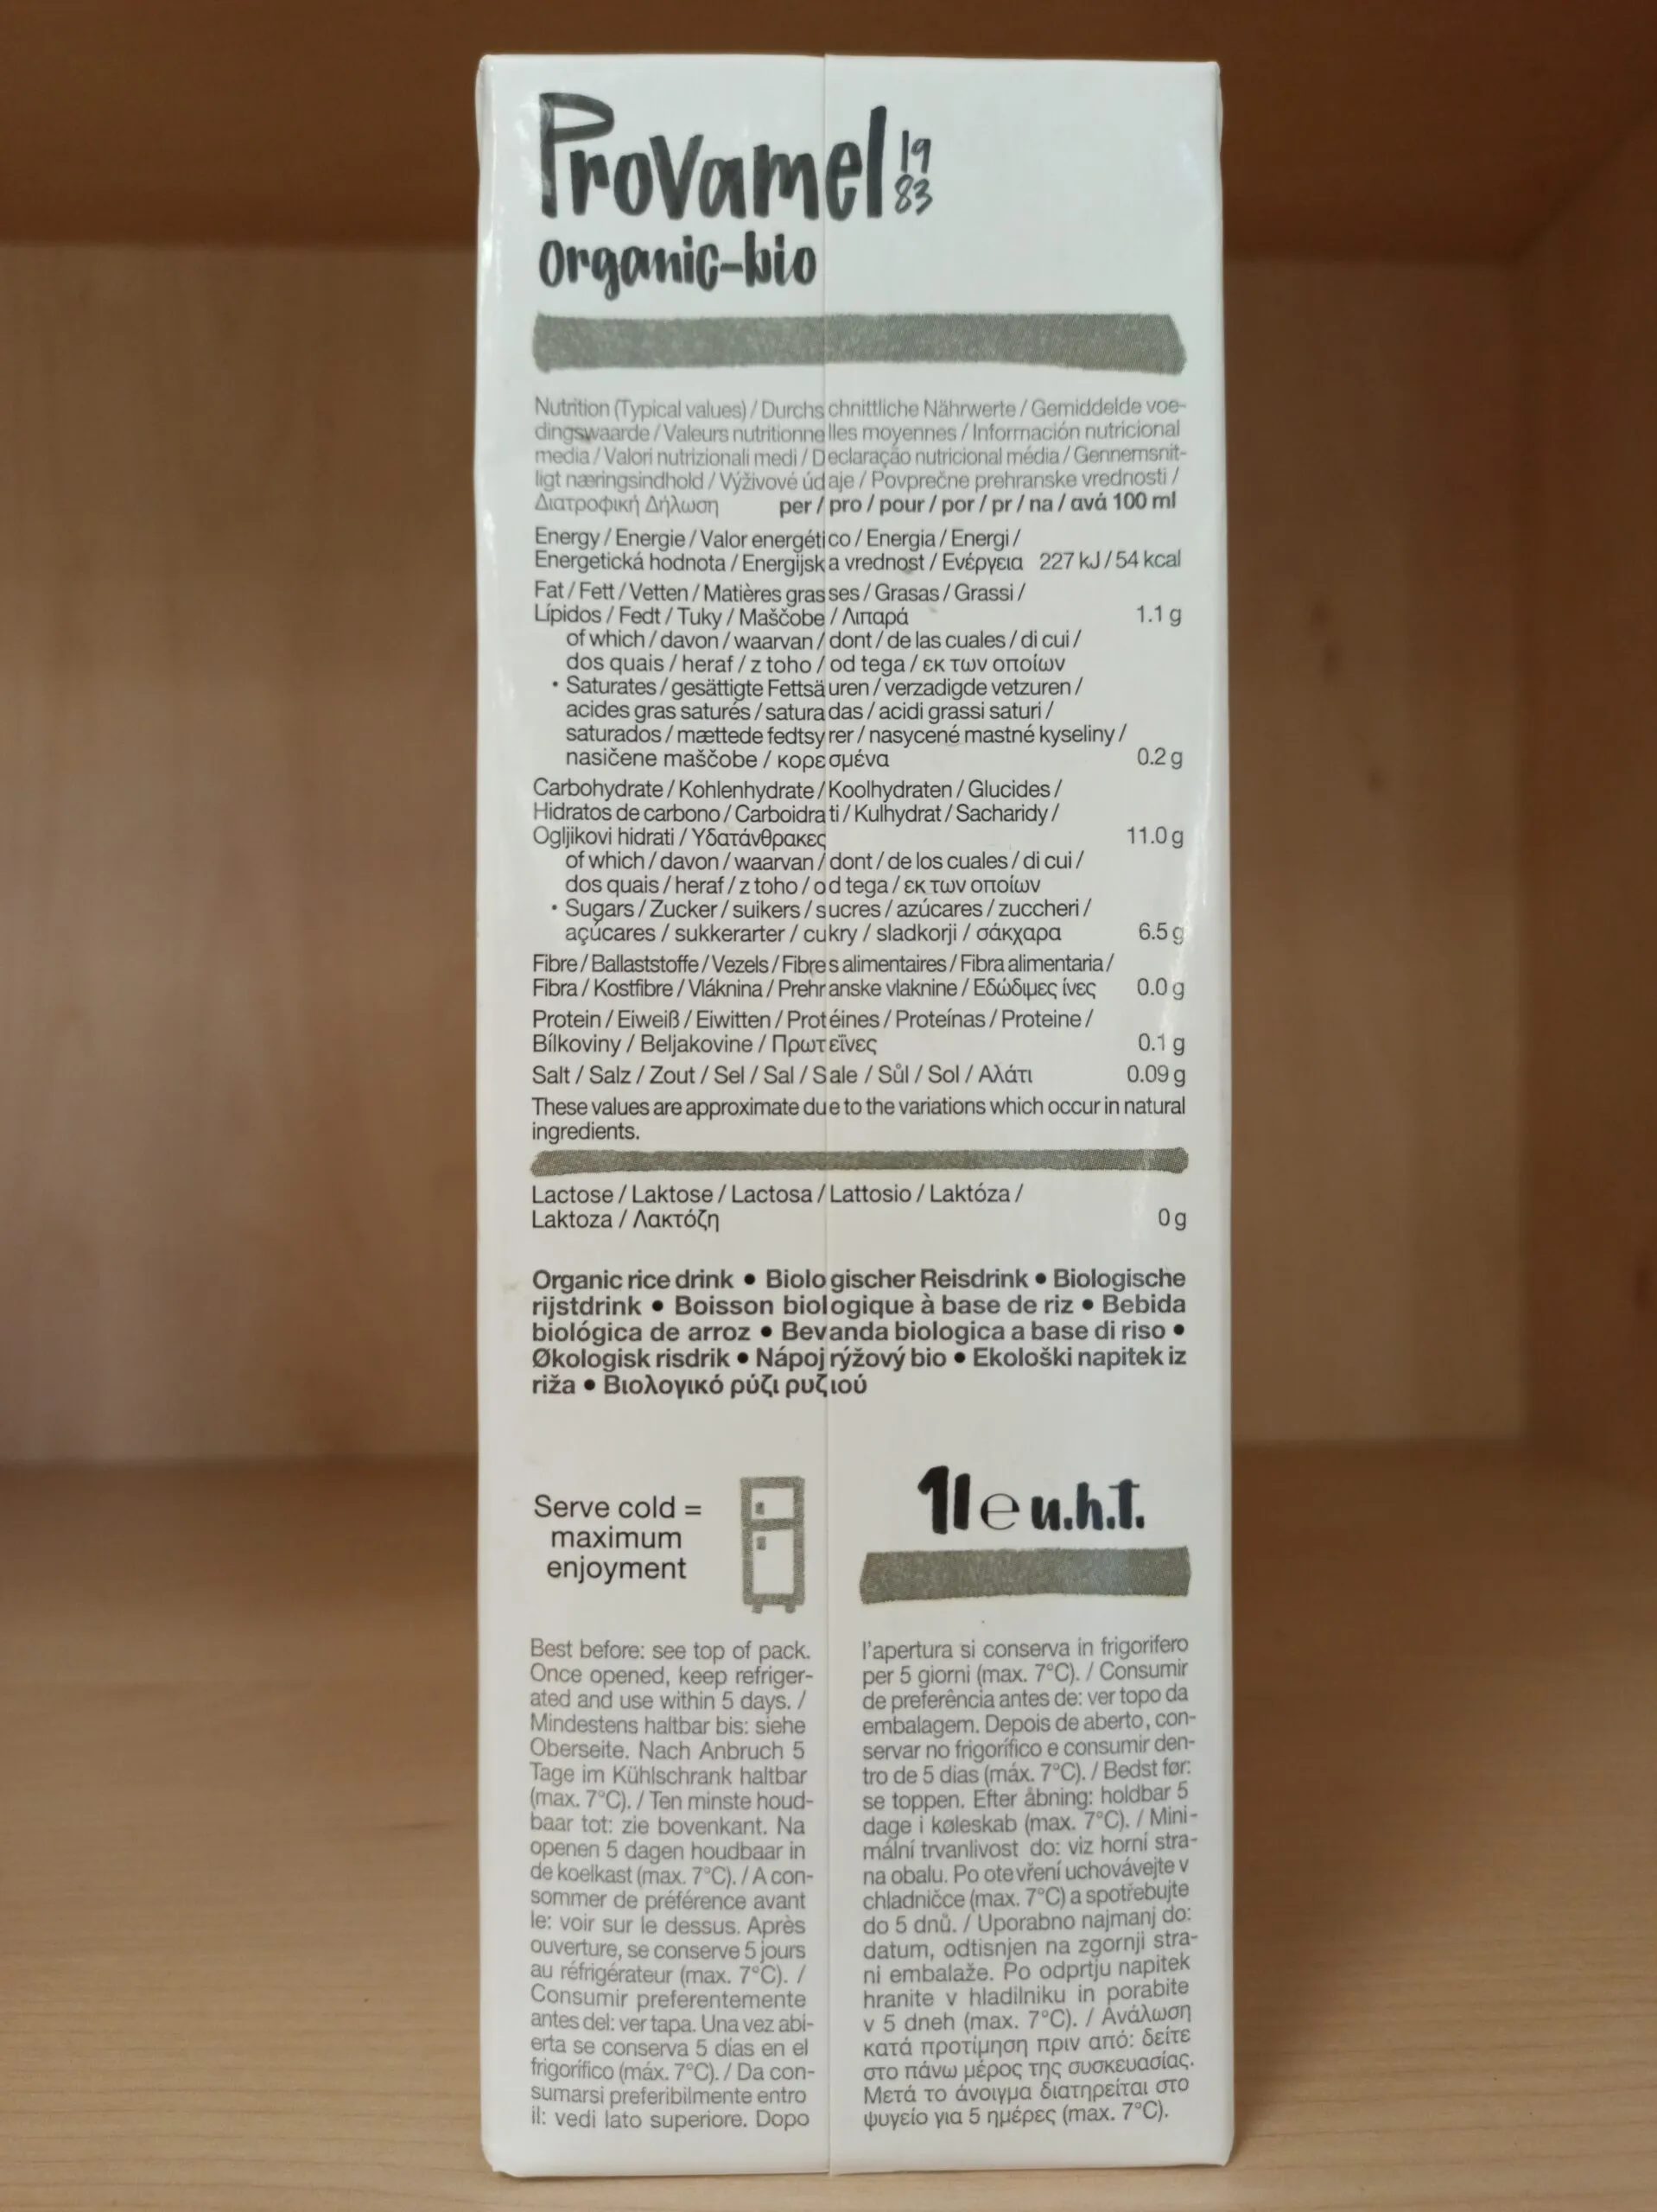 Provamel 19
83
organic-bio
Nutrition (Typical values) / Durchschnittliche Nährwerte / Gemiddelde voe-
dingswaarde / Valeurs nutritionnelles moyennes / Información nutricional
media / Valori nutrizionali medi / Declaração nutricional média / Gennemsnit-
ligt næringsindhold / Výživové údaje / Povprečne prehranske vrednosti /
Διατροφική Δήλωση per / pro / pour / por / pr / na / ανά 100 ml
Energy / Energie / Valor energético / Energia / Energi /
Energetická hodnota / Energijska vrednost / Ενέργεια 227 kJ / 54 kcal
Fat / Fett / Vetten / Matières grasses / Grasas / Grassi /
Lípidos / Fedt / Tuky / Maščobe / Λιπαρά 1.1 g
of which / davon / waarvan / dont / de las cuales / di cui /
dos quais / heraf / z toho / od tega / εκ των οποίων
• Saturates / gesättigte Fettsäuren / verzadigde vetzuren /
acides gras saturés / saturadas / acidi grassi saturi /
saturados / mættede fedtsyrer / nasycené mastné kyseliny /
nasičene maščobe / κορεσμένα 0.2 g
Carbohydrate / Kohlenhydrate / Koolhydraten / Glucides /
Hidratos de carbono / Carboidrati / Kulhydrat / Sacharidy /
Ogljikovi hidrati / Υδατάνθρακες 11.0 g
of which / davon / waarvan / dont / de los cuales / di cui /
dos quais / heraf / z toho / od tega / εκ των οποίων
• Sugars / Zucker / suikers / sucres / azúcares / zuccheri /
açúcares / sukkerarter / cukry / sladkorji / σάκχαρα 6.5 g
Fibre / Ballaststoffe / Vezels / Fibres alimentaires / Fibra alimentaria /
Fibra / Kostfibre / Vláknina / Prehranske vlaknine / Εδώδιμες ίνες 0.0 g
Protein / Eiweiß / Eiwitten / Protéines / Proteínas / Proteine /
Bílkoviny / Beljakovine / Πρωτεΐνες 0.1 g
Salt / Salz / Zout / Sel / Sal / Sale / Sůl / Sol / Αλάτι 0.09 g
These values are approximate due to the variations which occur in natural
ingredients.
Lactose / Laktose / Lactosa / Lattosio / Laktóza /
Laktoza / Λακτόζη 0 g
Organic rice drink • Biologischer Reisdrink • Biologische
rijstdrink • Boisson biologique à base de riz • Bebida
biológica de arroz • Bevanda biologica a base di riso •
Økologisk risdrik • Nápoj rýžový bio • Ekološki napitek iz
riža • Βιολογικό ρύζι ρυζιού
Serve cold =
maximum
enjoyment
1l e u.h.t.
Best before: see top of pack.
Once opened, keep refriger-
ated and use within 5 days. /
Mindestens haltbar bis: siehe
Oberseite. Nach Anbruch 5
Tage im Kühlschrank haltbar
(max. 7°C). / Ten minste houd-
baar tot: zie bovenkant. Na
openen 5 dagen houdbaar in
de koelkast (max. 7°C). / A con-
sommer de préférence avant
le: voir sur le dessus. Après
ouverture, se conserve 5 jours
au réfrigérateur (max. 7°C). /
Consumir preferentemente
antes del: ver tapa. Una vez abi-
erta se conserva 5 días en el
frigorífico (máx. 7°C). / Da con-
sumarsi preferibilmente entro
il: vedi lato superiore. Dopo
l'apertura si conserva in frigorifero
per 5 giorni (max. 7°C). / Consumir
de preferência antes de: ver topo da
embalagem. Depois de aberto, con-
servar no frigorífico e consumir den-
tro de 5 dias (máx. 7°C). / Bedst før:
se toppen. Efter åbning: holdbar 5
dage i køleskab (max. 7°C). / Mini-
mální trvanlivost do: viz horní stra-
na obalu. Po otevření uchovávejte v
chladničce (max. 7°C) a spotřebujte
do 5 dnů. / Uporabno najmanj do:
datum, odtisnjen na zgornji stra-
ni embalaže. Po odprtju napitek
hranite v hladilniku in porabite
v 5 dneh (max. 7°C). / Ανάλωση
κατά προτίμηση πριν από: δείτε
στο πάνω μέρος της συσκευασίας.
Μετά το άνοιγμα διατηρείται στο
ψυγείο για 5 ημέρες (max. 7°C).